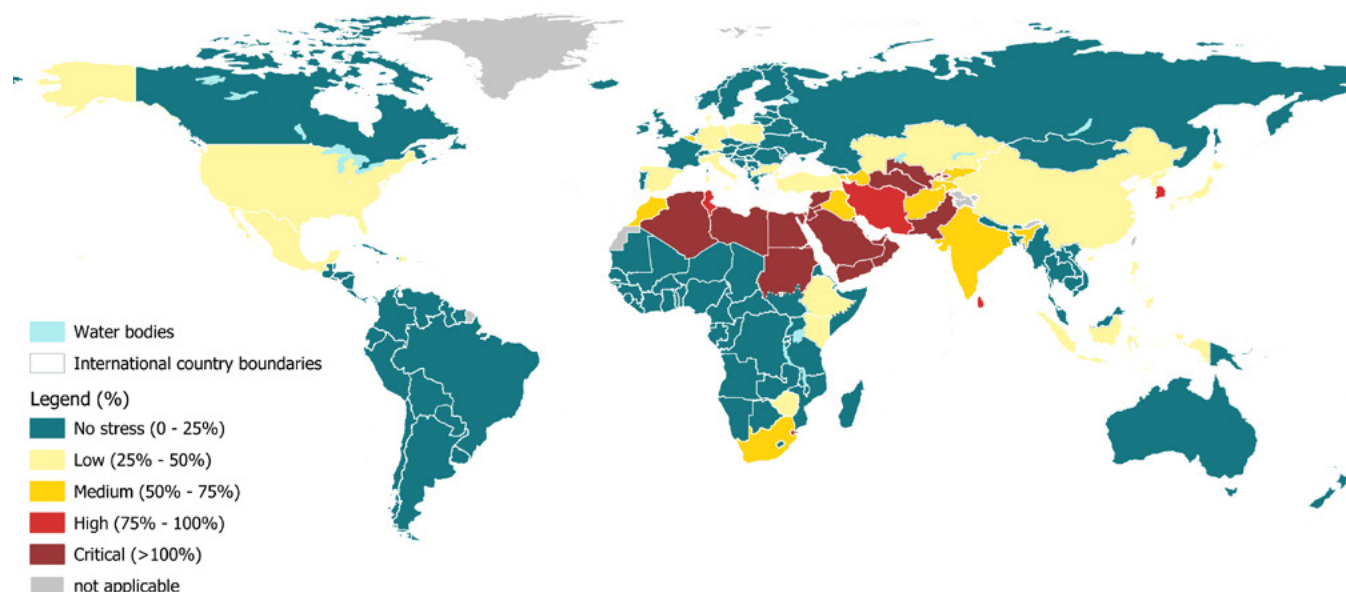 Water bodies
International country boundaries
Legend (%)
No stress (0 - 25%)
Low (25% - 50%)
Medium (50% - 75%)
High (75% - 100%)
Critical (>100%)
not applicable